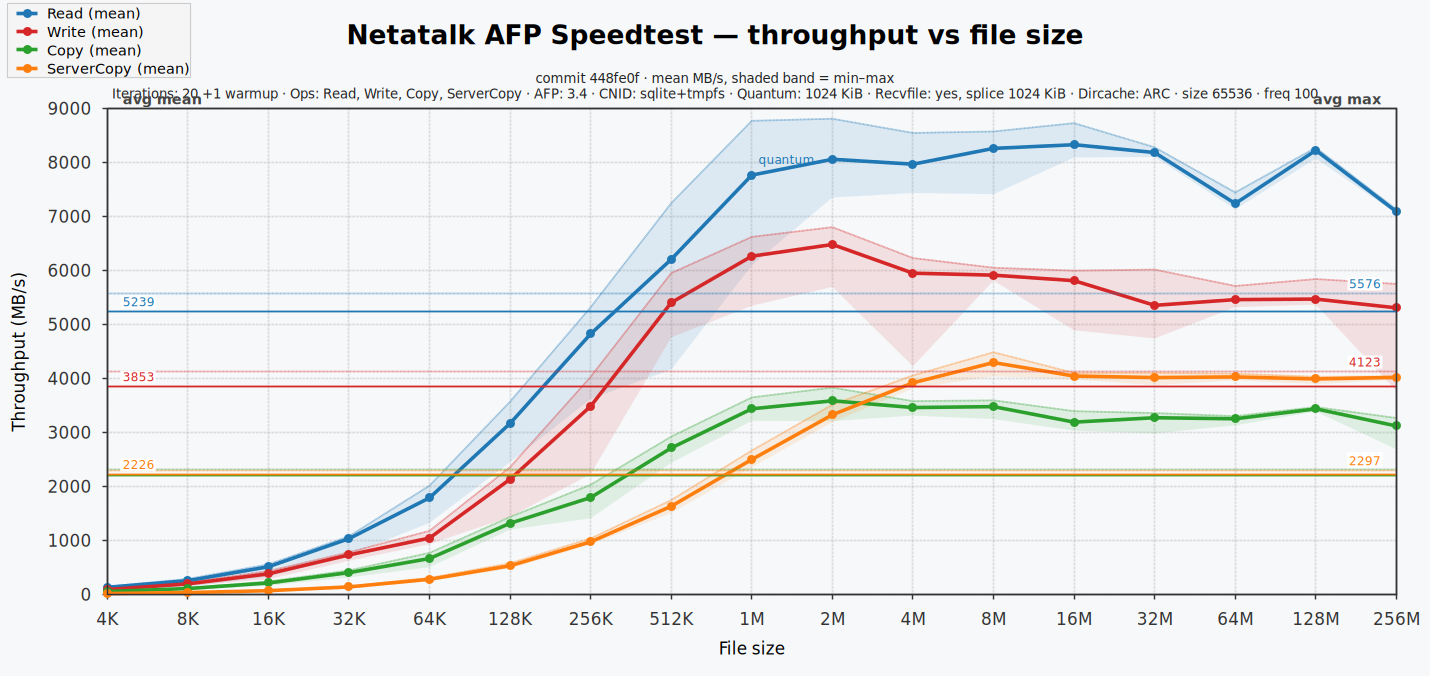 Read (mean)
Write (mean)
Copy (mean)
ServerCopy (mean)
Netatalk AFP Speedtest — throughput vs file size
commit 448fe0f · mean MB/s, shaded band = min–max
Iterations: 20 +1 warmup · Ops: Read, Write, Copy, ServerCopy · AFP: 3.4 · CNID: sqlite+tmpfs · Quantum: 1024 KiB · Recvfile: yes, splice 1024 KiB · Dircache: ARC · size 65536 · freq 100
avg mean
avg max
9000
8000
7000
6000
5000
4000
3000
2000
1000
0
Throughput (MB/s)
quantum
5239
5576
3853
4123
2226
2297
4K 8K 16K 32K 64K 128K 256K 512K 1M 2M 4M 8M 16M 32M 64M 128M 256M
File size